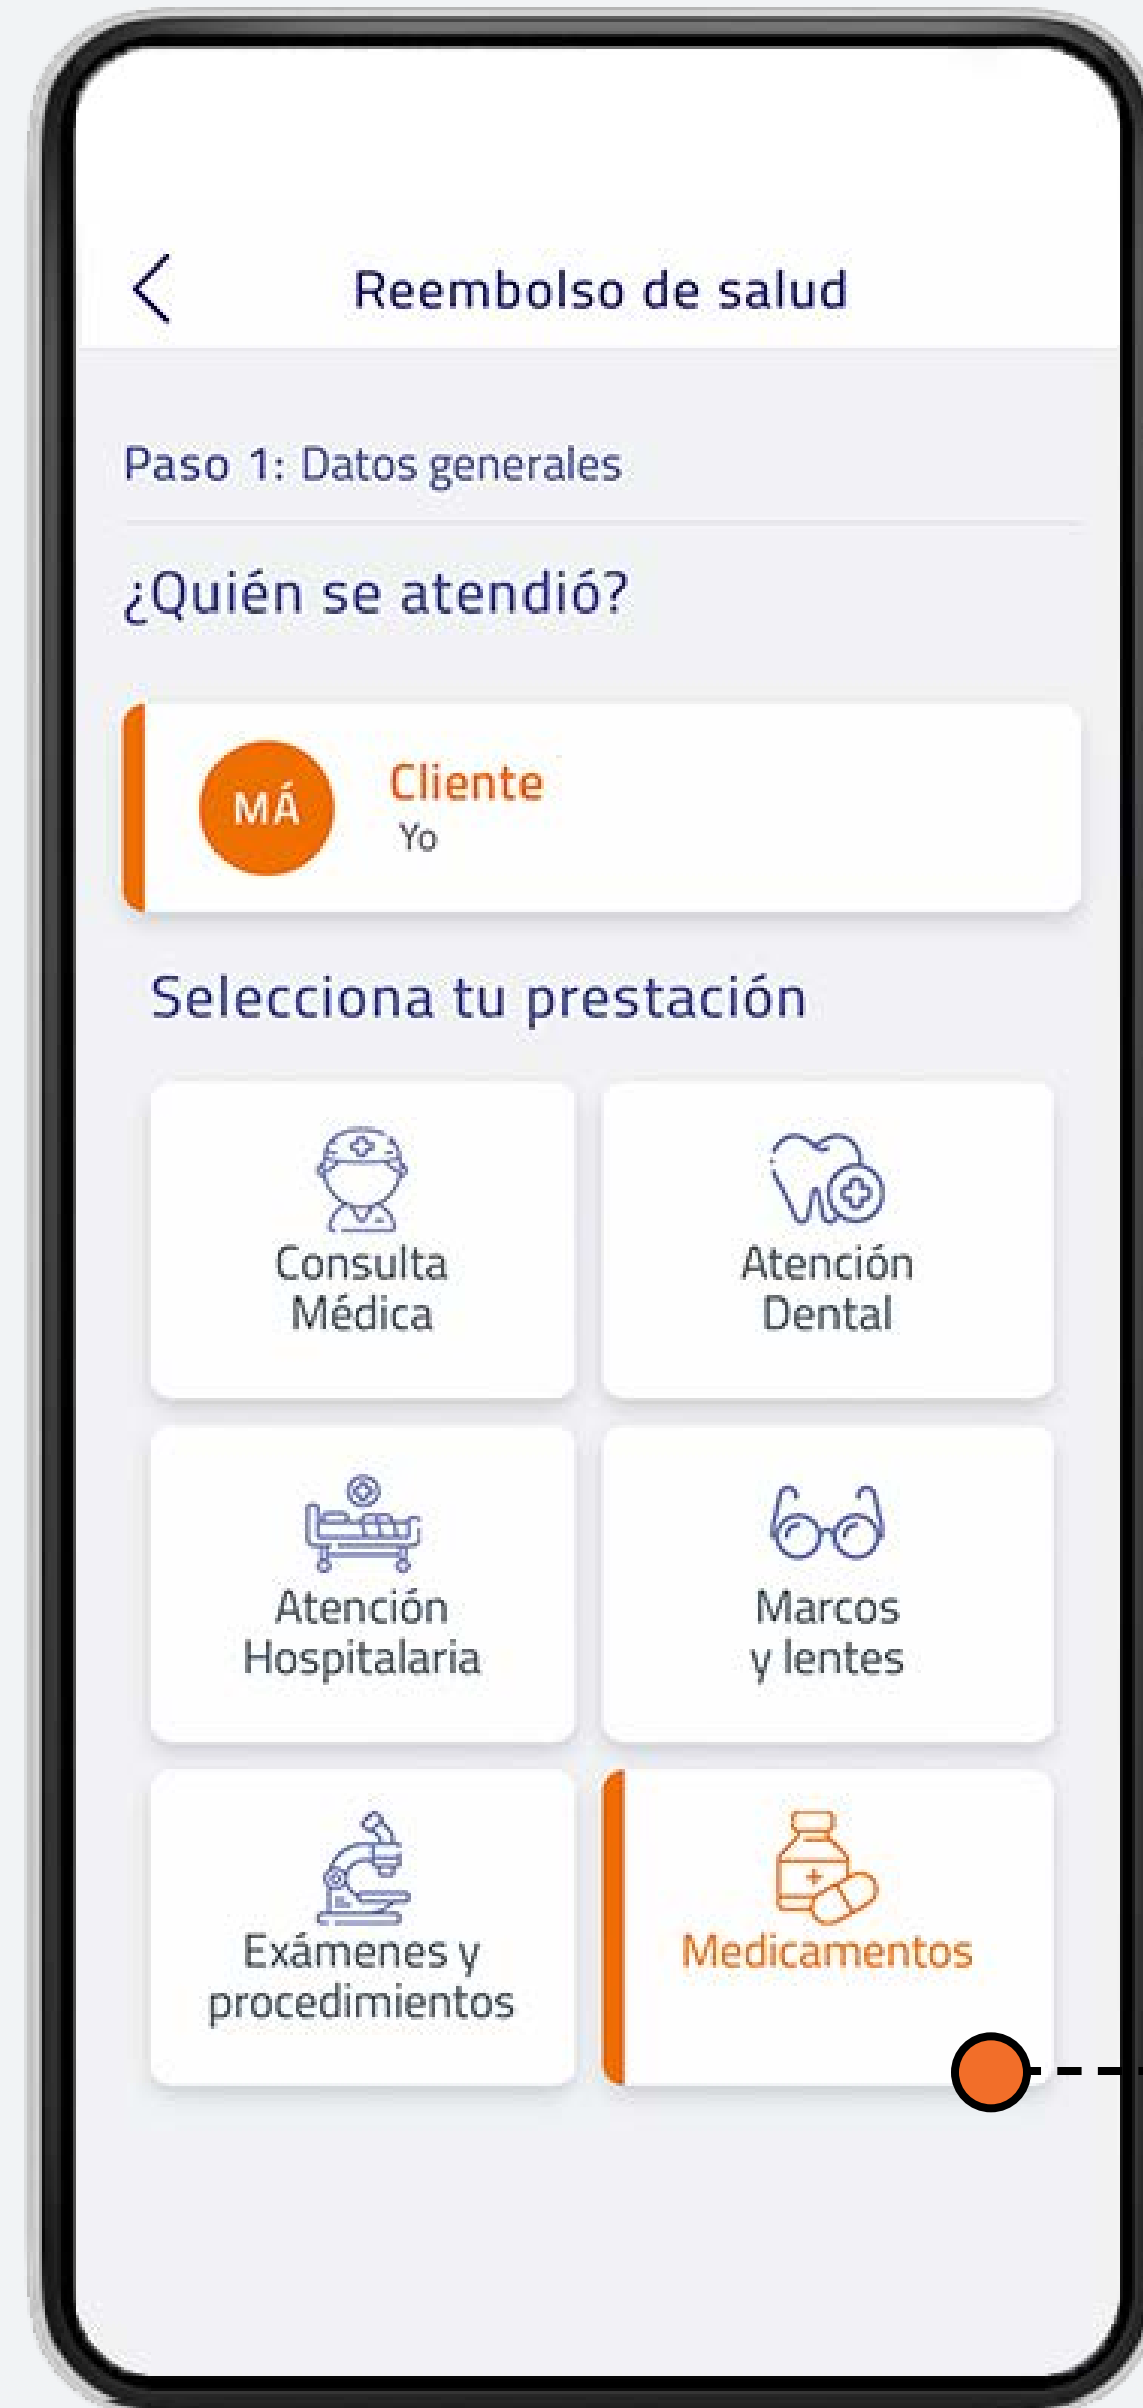 Reembolso de salud
Paso 1: Datos generales
¿Quién se atendió?
MÁ
Cliente
Yo
Selecciona tu prestación
Consulta
Médica
Atención
Dental
Atención
Hospitalaria
Marcos
y lentes
Exámenes y
procedimientos
Medicamentos